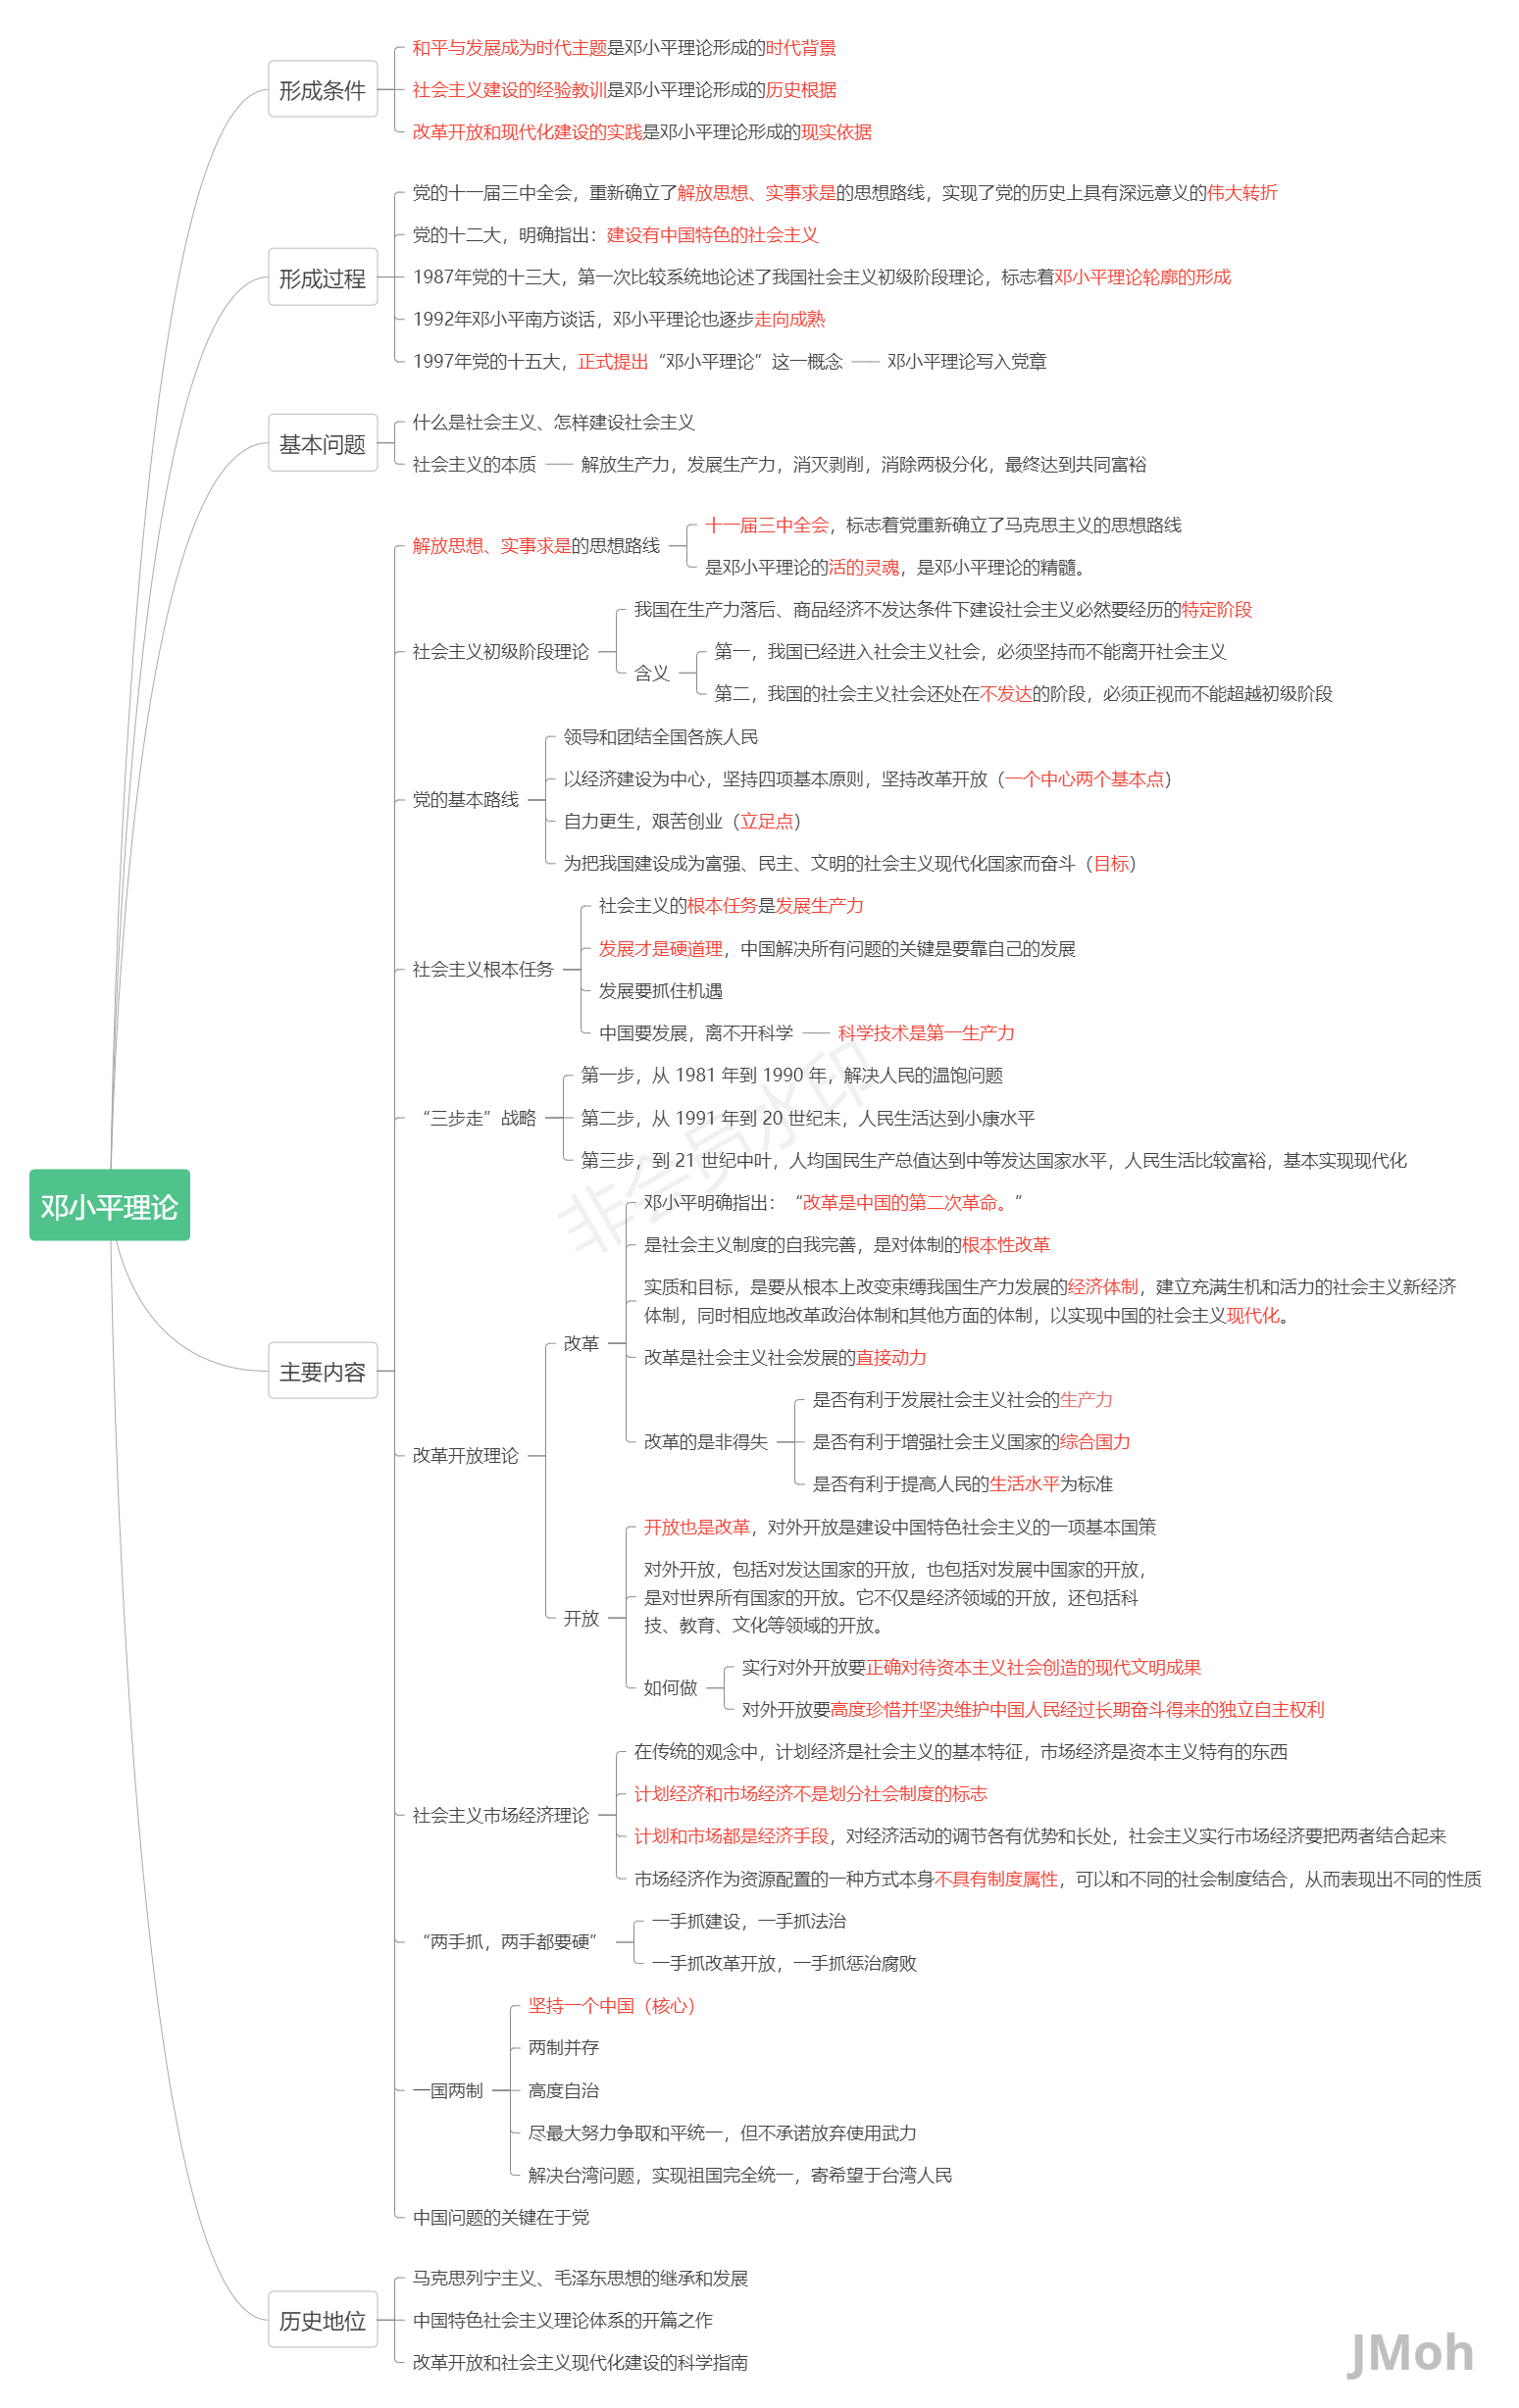 邓小平理论
形成条件
和平与发展成为时代主题是邓小平理论形成的时代背景
社会主义建设的经验教训是邓小平理论形成的历史根据
改革开放和现代化建设的实践是邓小平理论形成的现实依据
形成过程
党的十一届三中全会，重新确立了解放思想、实事求是的思想路线，实现了党的历史上具有深远意义的伟大转折
党的十二大，明确指出：建设有中国特色的社会主义
1987年党的十三大，第一次比较系统地论述了我国社会主义初级阶段理论，标志着邓小平理论轮廓的形成
1992年邓小平南方谈话，邓小平理论也逐步走向成熟
1997年党的十五大，正式提出“邓小平理论”这一概念
邓小平理论写入党章
基本问题
什么是社会主义、怎样建设社会主义
社会主义的本质
解放生产力，发展生产力，消灭剥削，消除两极分化，最终达到共同富裕
主要内容
解放思想、实事求是的思想路线
十一届三中全会，标志着党重新确立了马克思主义的思想路线
是邓小平理论的活的灵魂，是邓小平理论的精髓。
社会主义初级阶段理论
我国在生产力落后、商品经济不发达条件下建设社会主义必然要经历的特定阶段
含义
第一，我国已经进入社会主义社会，必须坚持而不能离开社会主义
第二，我国的社会主义社会还处在不发达的阶段，必须正视而不能超越初级阶段
党的基本路线
领导和团结全国各族人民
以经济建设为中心，坚持四项基本原则，坚持改革开放（一个中心两个基本点）
自力更生，艰苦创业（立足点）
为把我国建设成为富强、民主、文明的社会主义现代化国家而奋斗（目标）
社会主义根本任务
社会主义的根本任务是发展生产力
发展才是硬道理，中国解决所有问题的关键是要靠自己的发展
发展要抓住机遇
中国要发展，离不开科学
科学技术是第一生产力
“三步走”战略
第一步，从 1981 年到 1990 年，解决人民的温饱问题
第二步，从 1991 年到 20 世纪末，人民生活达到小康水平
第三步，到 21 世纪中叶，人均国民生产总值达到中等发达国家水平，人民生活比较富裕，基本实现现代化
改革开放理论
改革
邓小平明确指出：“改革是中国的第二次革命。”
是社会主义制度的自我完善，是对体制的根本性改革
实质和目标，是要从根本上改变束缚我国生产力发展的经济体制，建立充满生机和活力的社会主义新经济
体制，同时相应地改革政治体制和其他方面的体制，以实现中国的社会主义现代化。
改革是社会主义社会发展的直接动力
改革的是非得失
是否有利于发展社会主义社会的生产力
是否有利于增强社会主义国家的综合国力
是否有利于提高人民的生活水平为标准
开放
开放也是改革，对外开放是建设中国特色社会主义的一项基本国策
对外开放，包括对发达国家的开放，也包括对发展中国家的开放，
是对世界所有国家的开放。它不仅是经济领域的开放，还包括科
技、教育、文化等领域的开放。
如何做
实行对外开放要正确对待资本主义社会创造的现代文明成果
对外开放要高度珍惜并坚决维护中国人民经过长期奋斗得来的独立自主权利
社会主义市场经济理论
在传统的观念中，计划经济是社会主义的基本特征，市场经济是资本主义特有的东西
计划经济和市场经济不是划分社会制度的标志
计划和市场都是经济手段，对经济活动的调节各有优势和长处，社会主义实行市场经济要把两者结合起来
市场经济作为资源配置的一种方式本身不具有制度属性，可以和不同的社会制度结合，从而表现出不同的性质
“两手抓，两手都要硬”
一手抓建设，一手抓法治
一手抓改革开放，一手抓惩治腐败
一国两制
坚持一个中国（核心）
两制并存
高度自治
尽最大努力争取和平统一，但不承诺放弃使用武力
解决台湾问题，实现祖国完全统一，寄希望于台湾人民
中国问题的关键在于党
历史地位
马克思列宁主义、毛泽东思想的继承和发展
中国特色社会主义理论体系的开篇之作
改革开放和社会主义现代化建设的科学指南
非会员水印
JMoh